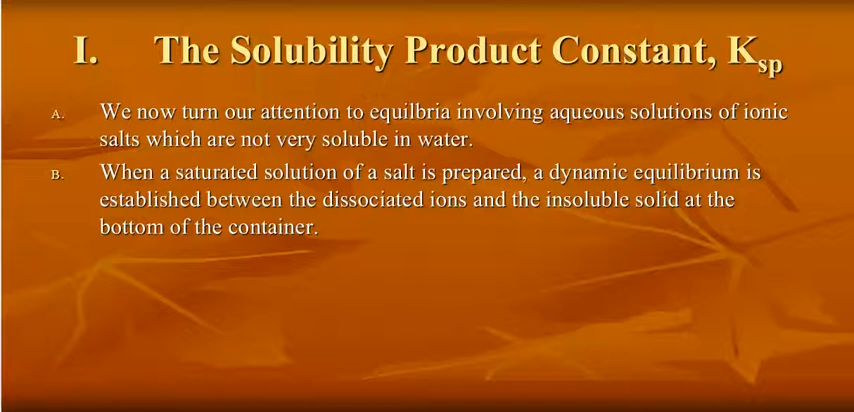 I. The Solubility Product Constant, Ksp
A. We now turn our attention to equilbria involving aqueous solutions of ionic
salts which are not very soluble in water.
B. When a saturated solution of a salt is prepared, a dynamic equilibrium is
established between the dissociated ions and the insoluble solid at the
bottom of the container.